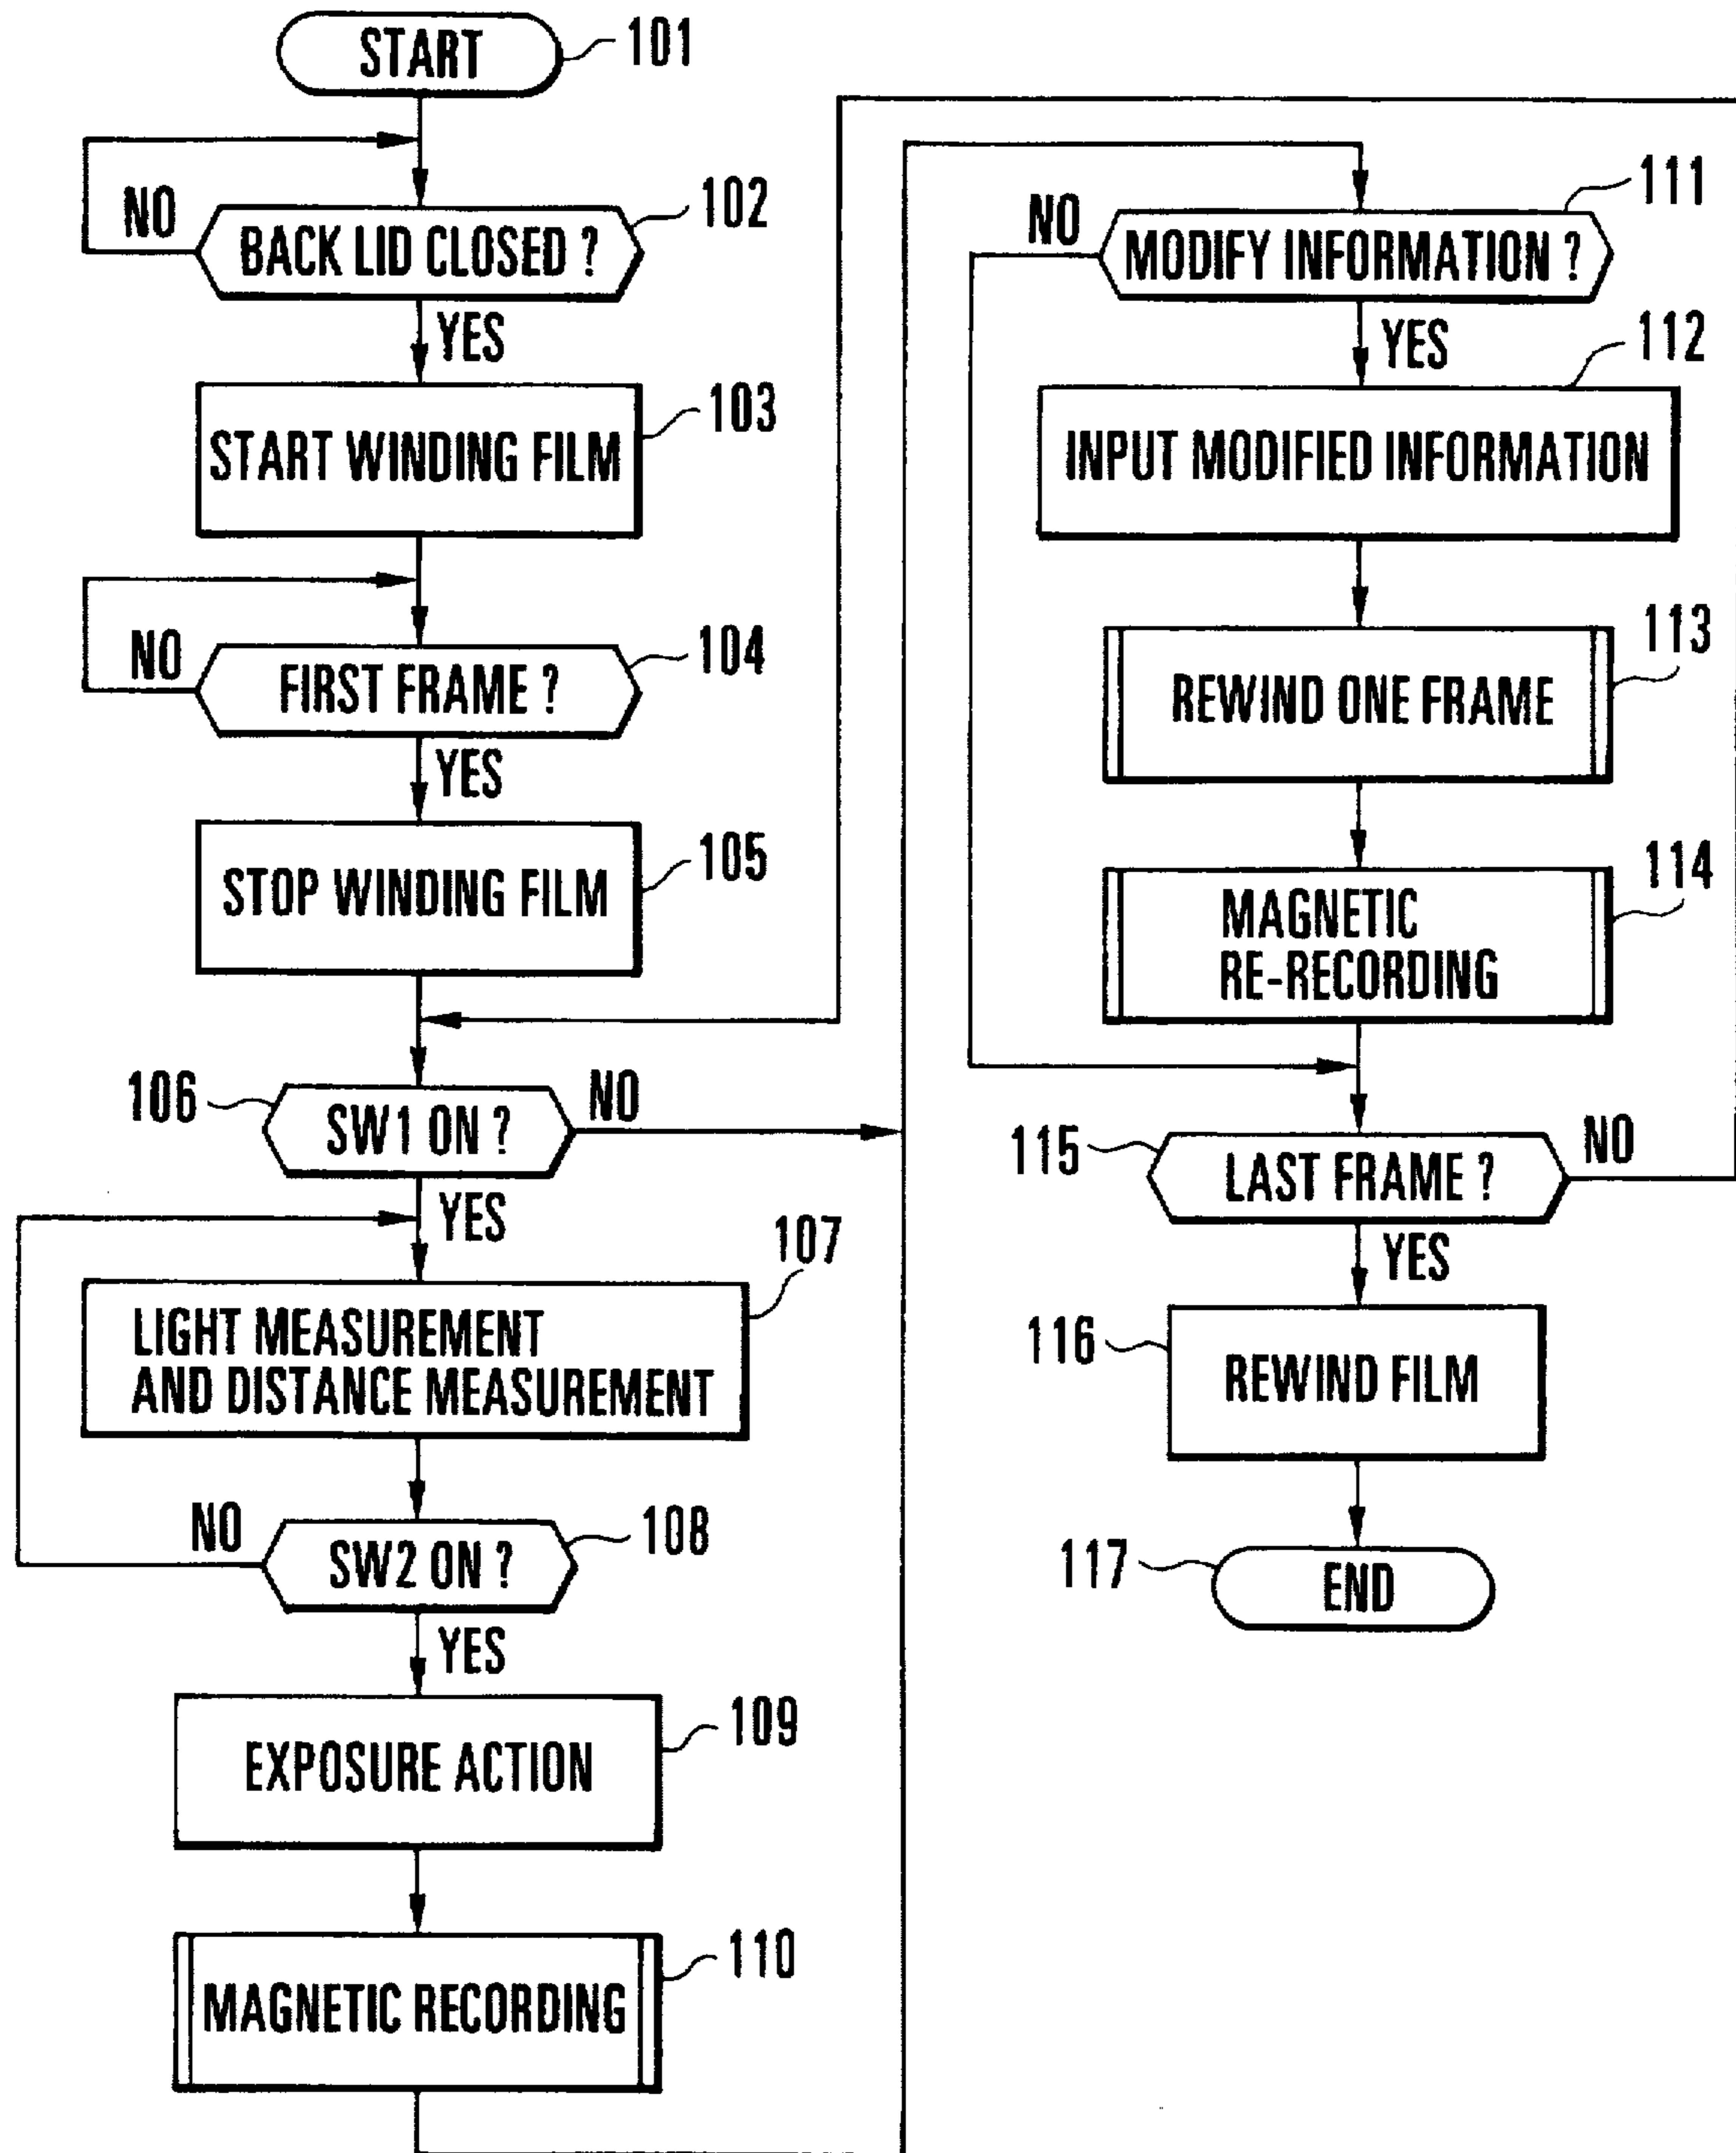 START
101
NO
BACK LID CLOSED ?
102
YES
START WINDING FILM
103
NO
FIRST FRAME ?
104
YES
STOP WINDING FILM
105
106
SW1 ON ?
NO
YES
107
LIGHT MEASUREMENT
AND DISTANCE MEASUREMENT
NO
SW2 ON ?
108
YES
EXPOSURE ACTION
109
MAGNETIC RECORDING
110
NO
MODIFY INFORMATION ?
111
YES
112
INPUT MODIFIED INFORMATION
113
REWIND ONE FRAME
114
MAGNETIC
RE-RECORDING
115
LAST FRAME ?
NO
YES
116
REWIND FILM
117
END